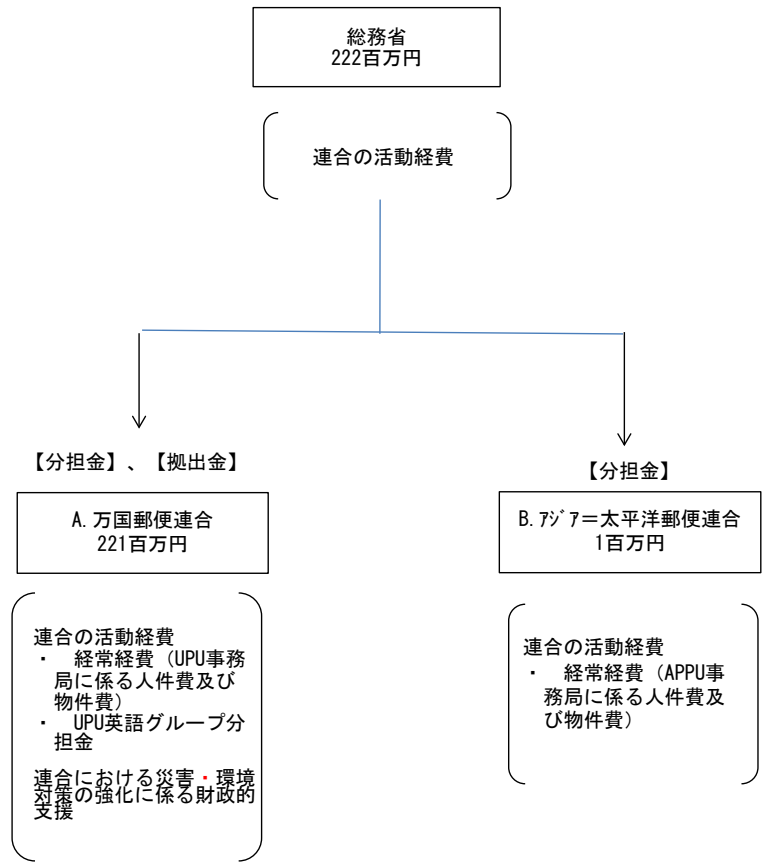 総務省
222百万円
連合の活動経費
【分担金】、【拠出金】
A. 万国郵便連合
221百万円
連合の活動経費
・ 経常経費（UPU事務
局に係る人件費及び
物件費）
・ UPU英語グループ分
担金
連合における災害・環境
対策の強化に係る財政的
支援
【分担金】
B. ｱｼﾞｱ＝太平洋郵便連合
1百万円
連合の活動経費
・ 経常経費（APPU事
務局に係る人件費及
び物件費）